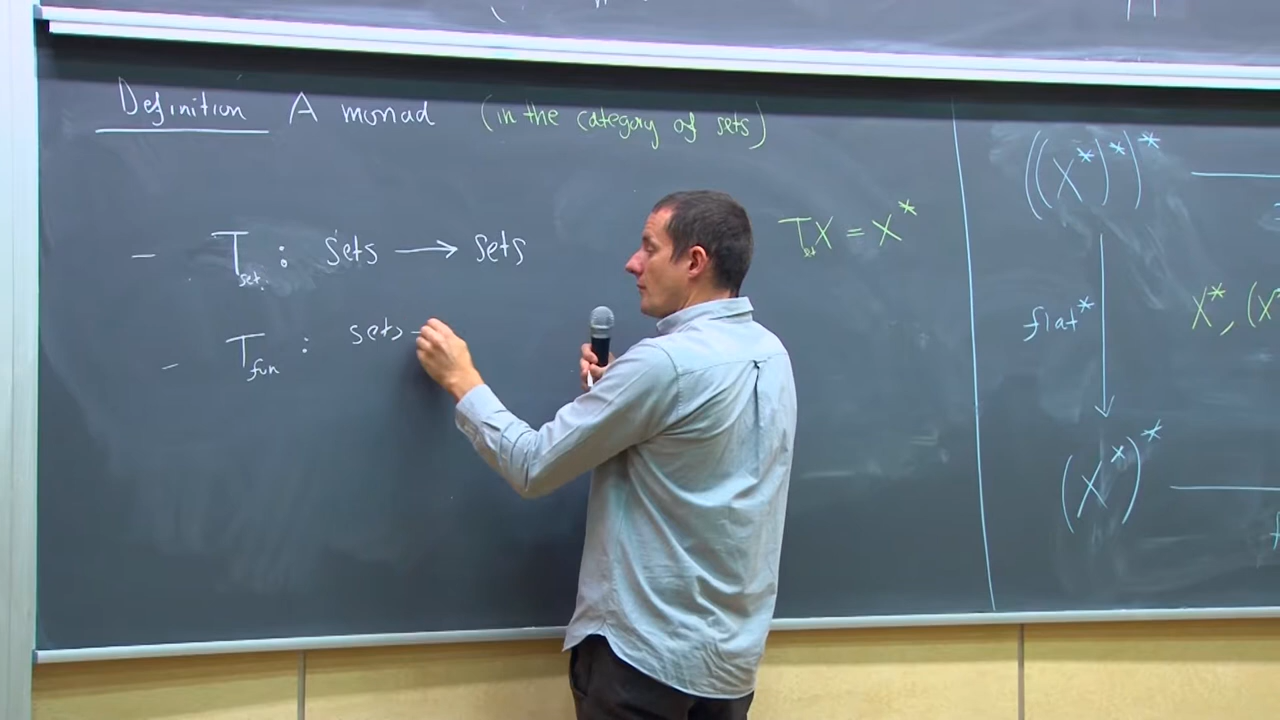 Definition A monad (in the category of sets)
- T_set : sets ⟶ sets
T_set X = X*
- T_fun : sets -
((X*)*)*
flat*
X*, (X
(X*)*
f